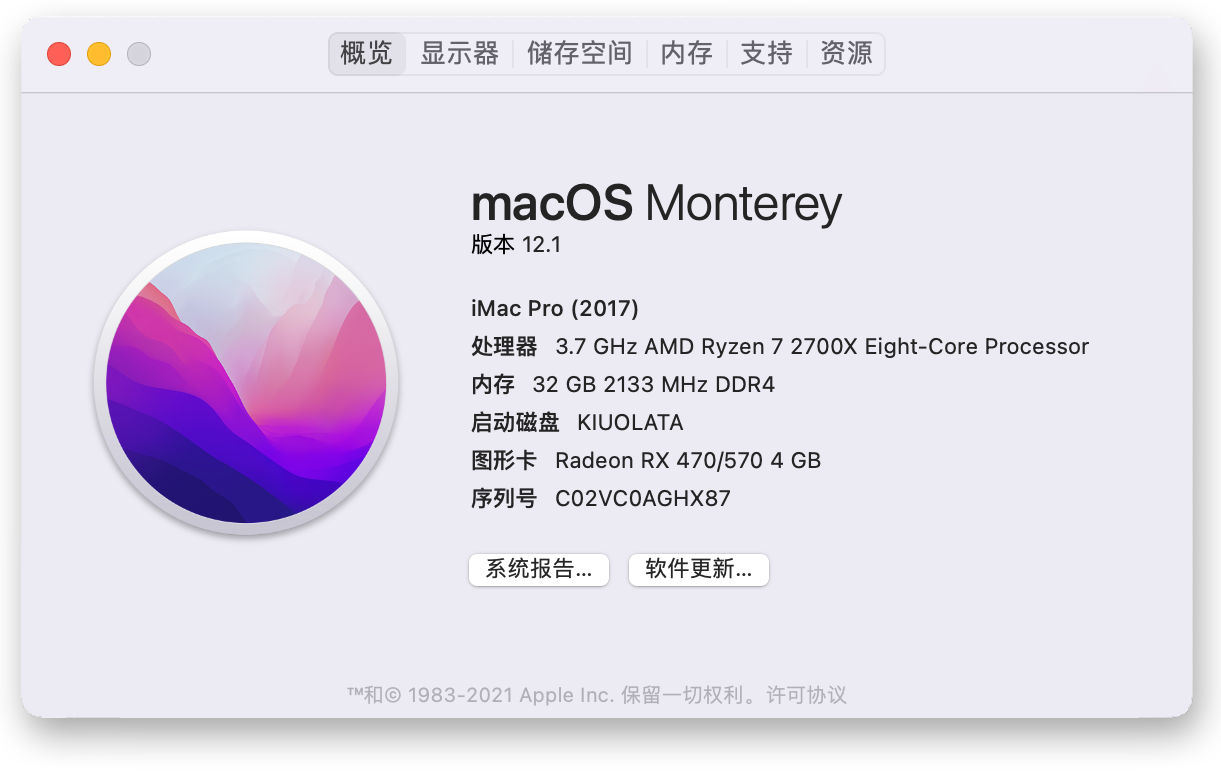 概览 显示器 储存空间 内存 支持 资源
macOS Monterey
版本 12.1
iMac Pro (2017)
处理器 3.7 GHz AMD Ryzen 7 2700X Eight-Core Processor
内存 32 GB 2133 MHz DDR4
启动磁盘 KIUOLATA
图形卡 Radeon RX 470/570 4 GB
序列号 C02VC0AGHX87
系统报告... 软件更新...
™和© 1983-2021 Apple Inc. 保留一切权利。许可协议